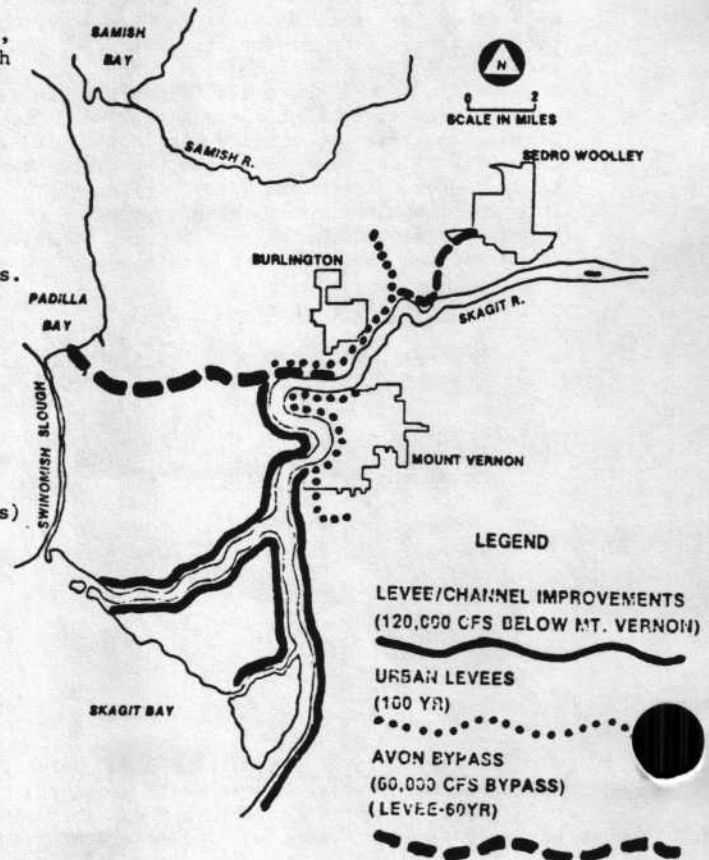 ,
h
s.
s)
SAMISH
BAY
N
0 2
SCALE IN MILES
SAMISH R.
SEDRO WOOLLEY
BURLINGTON
PADILLA
BAY
SKAGIT R.
SWINOMISH SLOUGH
MOUNT VERNON
SKAGIT BAY
LEGEND
LEVEE/CHANNEL IMPROVEMENTS
(120,000 CFS BELOW MT. VERNON)
URBAN LEVEES
(100 YR)
AVON BYPASS
(60,000 CFS BYPASS)
(LEVEE-60YR)